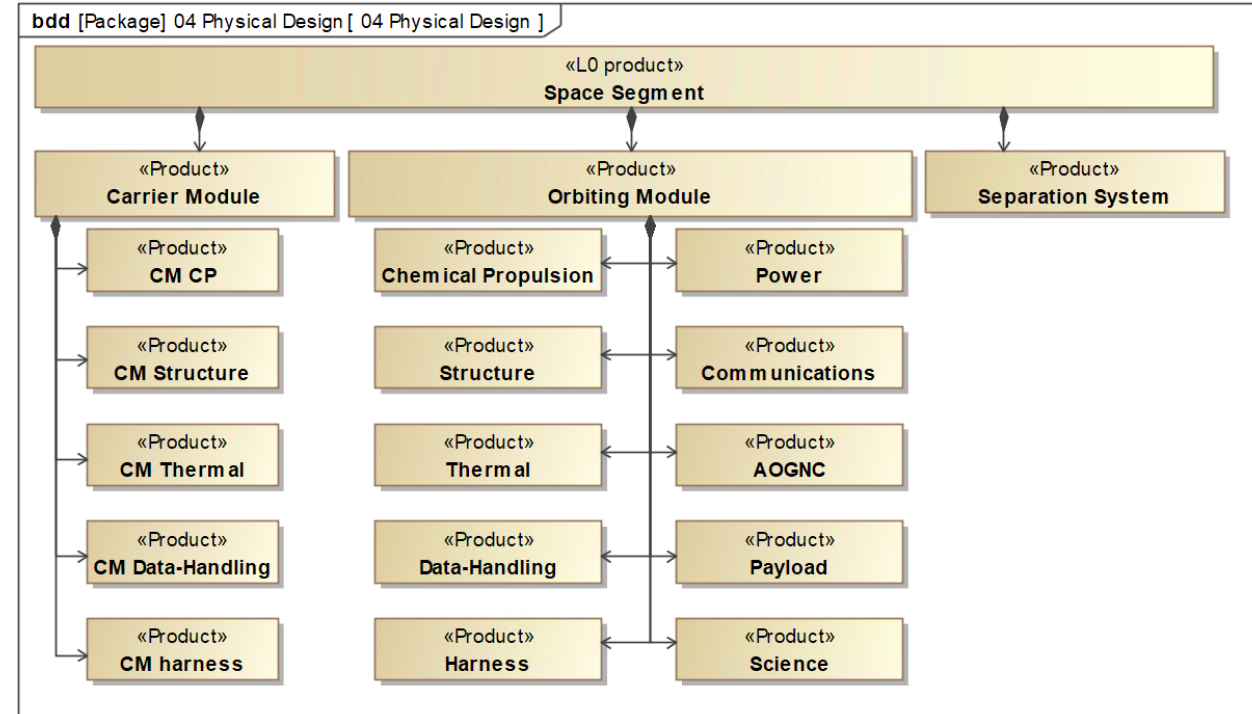 bdd [Package] 04 Physical Design [ 04 Physical Design ]
«L0 product»
Space Segment
«Product»
Carrier Module
«Product»
Orbiting Module
«Product»
Separation System
«Product»
CM CP
«Product»
CM Structure
«Product»
CM Thermal
«Product»
CM Data-Handling
«Product»
CM harness
«Product»
Chemical Propulsion
«Product»
Structure
«Product»
Thermal
«Product»
Data-Handling
«Product»
Harness
«Product»
Power
«Product»
Communications
«Product»
AOGNC
«Product»
Payload
«Product»
Science